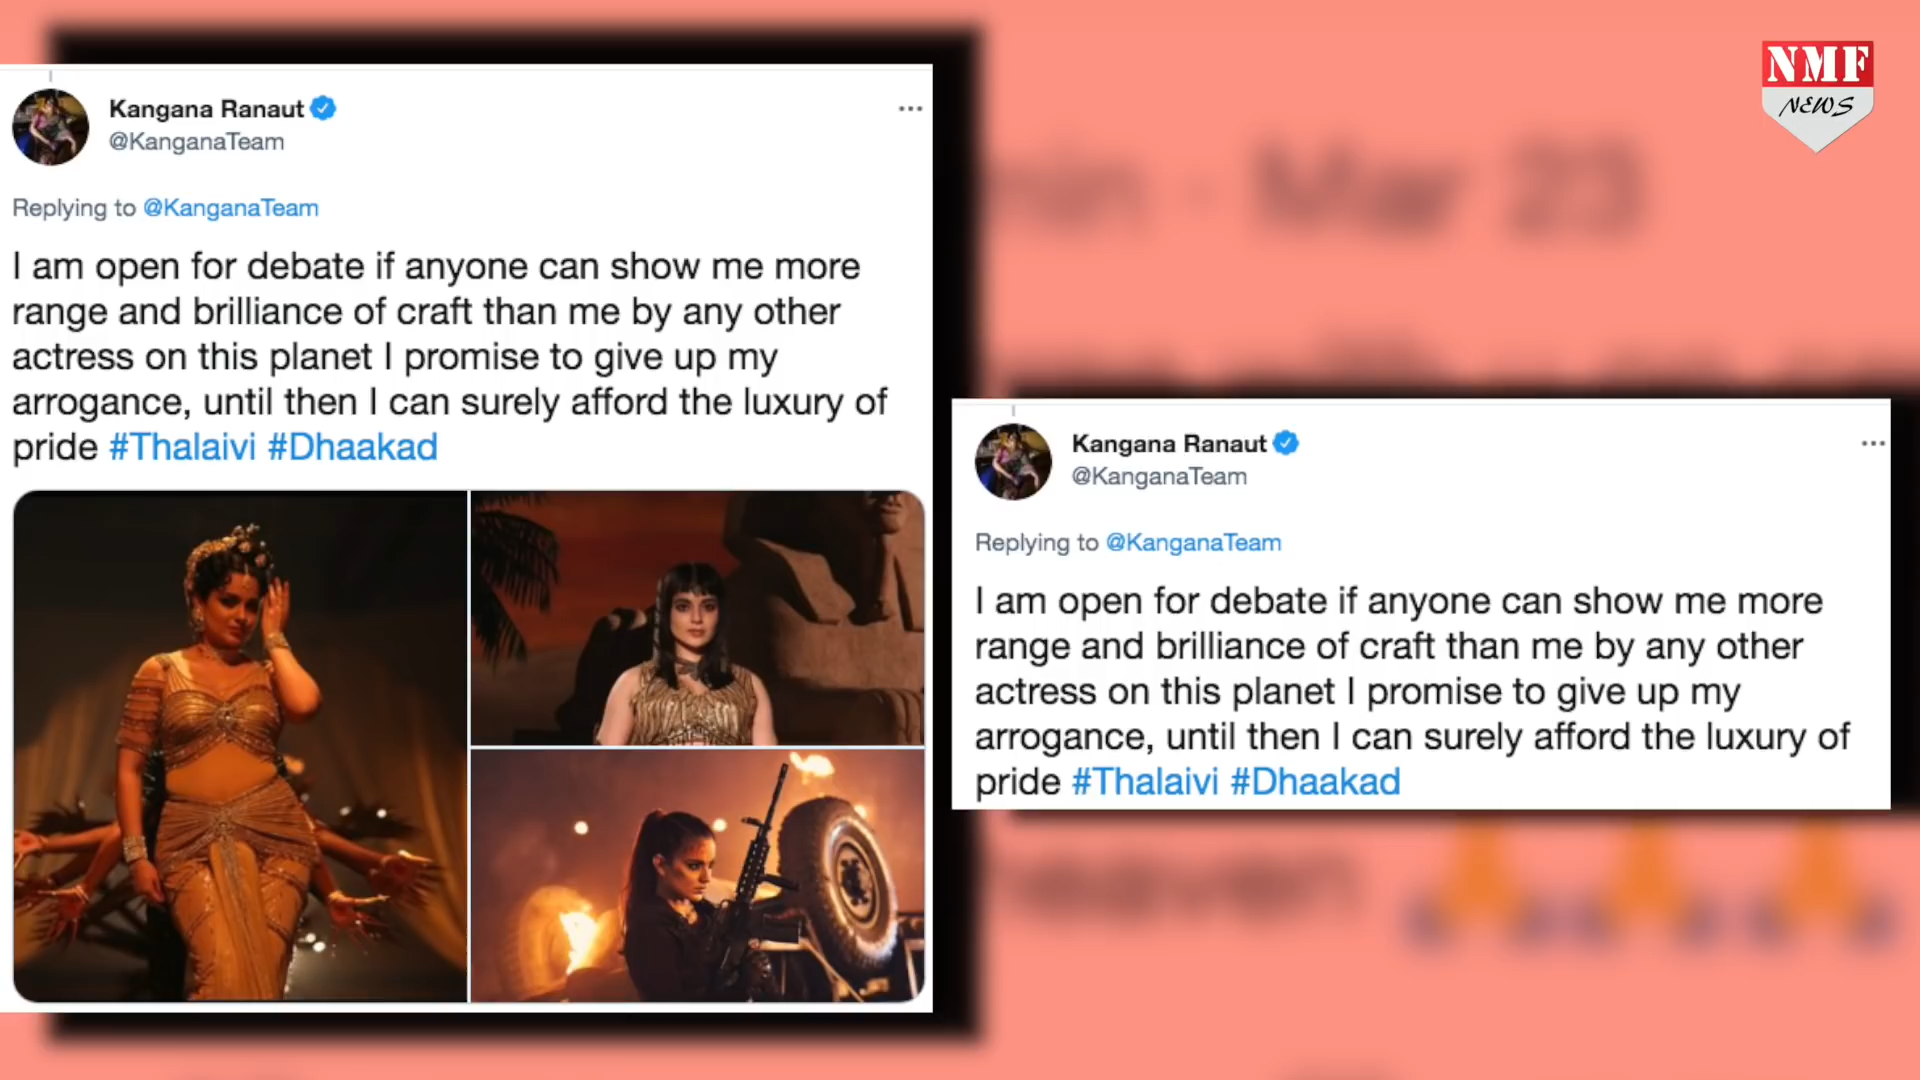 NMF
NEWS
Kangana Ranaut
@KanganaTeam
Replying to @KanganaTeam
I am open for debate if anyone can show me more
range and brilliance of craft than me by any other
actress on this planet I promise to give up my
arrogance, until then I can surely afford the luxury of
pride #Thalaivi #Dhaakad
Kangana Ranaut
@KanganaTeam
Replying to @KanganaTeam
I am open for debate if anyone can show me more
range and brilliance of craft than me by any other
actress on this planet I promise to give up my
arrogance, until then I can surely afford the luxury of
pride #Thalaivi #Dhaakad
Mar 23